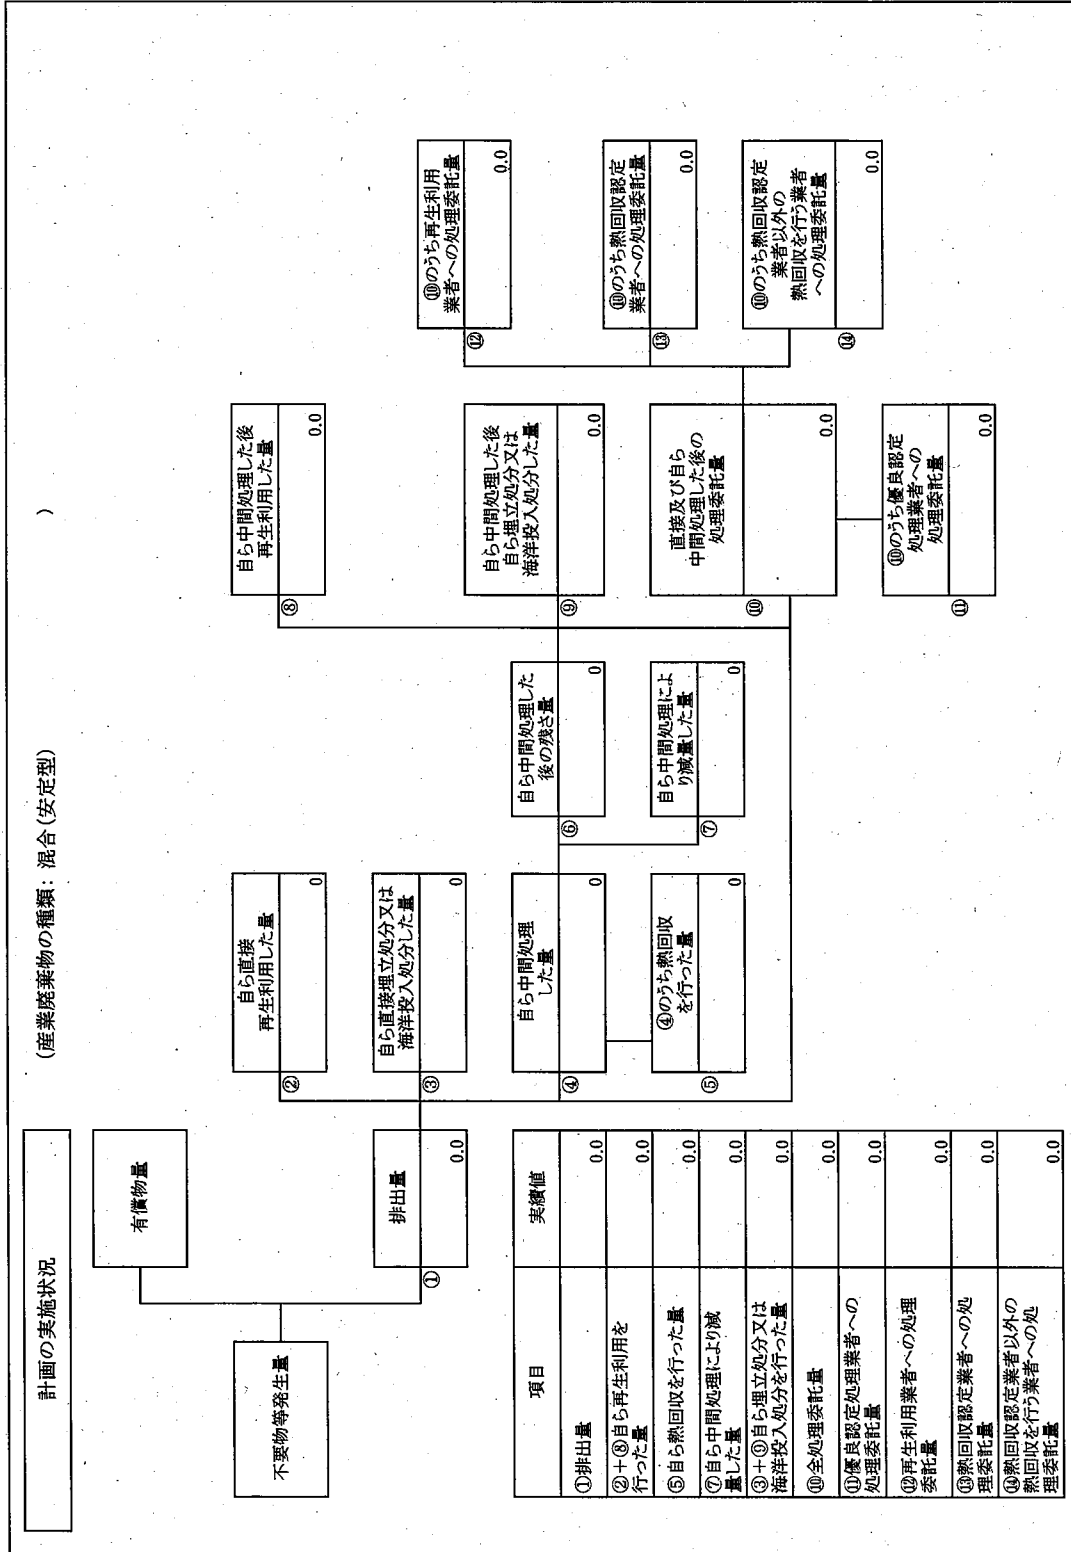 計画の実施状況
(産業廃棄物の種類: 混合(安定型) )
不要物等発生量
有償物量
①
排出量
0.0
②
自ら直接
再生利用した量
0
③
自ら直接埋立処分又は
海洋投入処分した量
0
④
自ら中間処理
した量
0
⑤
④のうち熱回収
を行った量
0
⑥
自ら中間処理した
後の残さ量
0
⑦
自ら中間処理によ
り減量した量
0
⑧
自ら中間処理した後
再生利用した量
0.0
⑨
自ら中間処理した後
自ら埋立処分又は
海洋投入処分した量
0.0
⑩
直接及び自ら
中間処理した後の
処理委託量
0.0
⑪
⑩のうち優良認定
処理業者への
処理委託量
0.0
⑫
⑩のうち再生利用
業者への処理委託量
0.0
⑬
⑩のうち熱回収認定
業者への処理委託量
0.0
⑭
⑩のうち熱回収認定
業者以外の
熱回収を行う業者
への処理委託量
0.0
項目 実績値
①排出量 0.0
②+⑧自ら再生利用を
行った量 0.0
⑤自ら熱回収を行った量 0.0
⑦自ら中間処理により減
量した量 0.0
③+⑨自ら埋立処分又は
海洋投入処分を行った量 0.0
⑩全処理委託量 0.0
⑪優良認定処理業者への
処理委託量 0.0
⑫再生利用業者への処理
委託量 0.0
⑬熱回収認定業者への処
理委託量 0.0
⑭熱回収認定業者以外の
熱回収を行う業者への処
理委託量 0.0